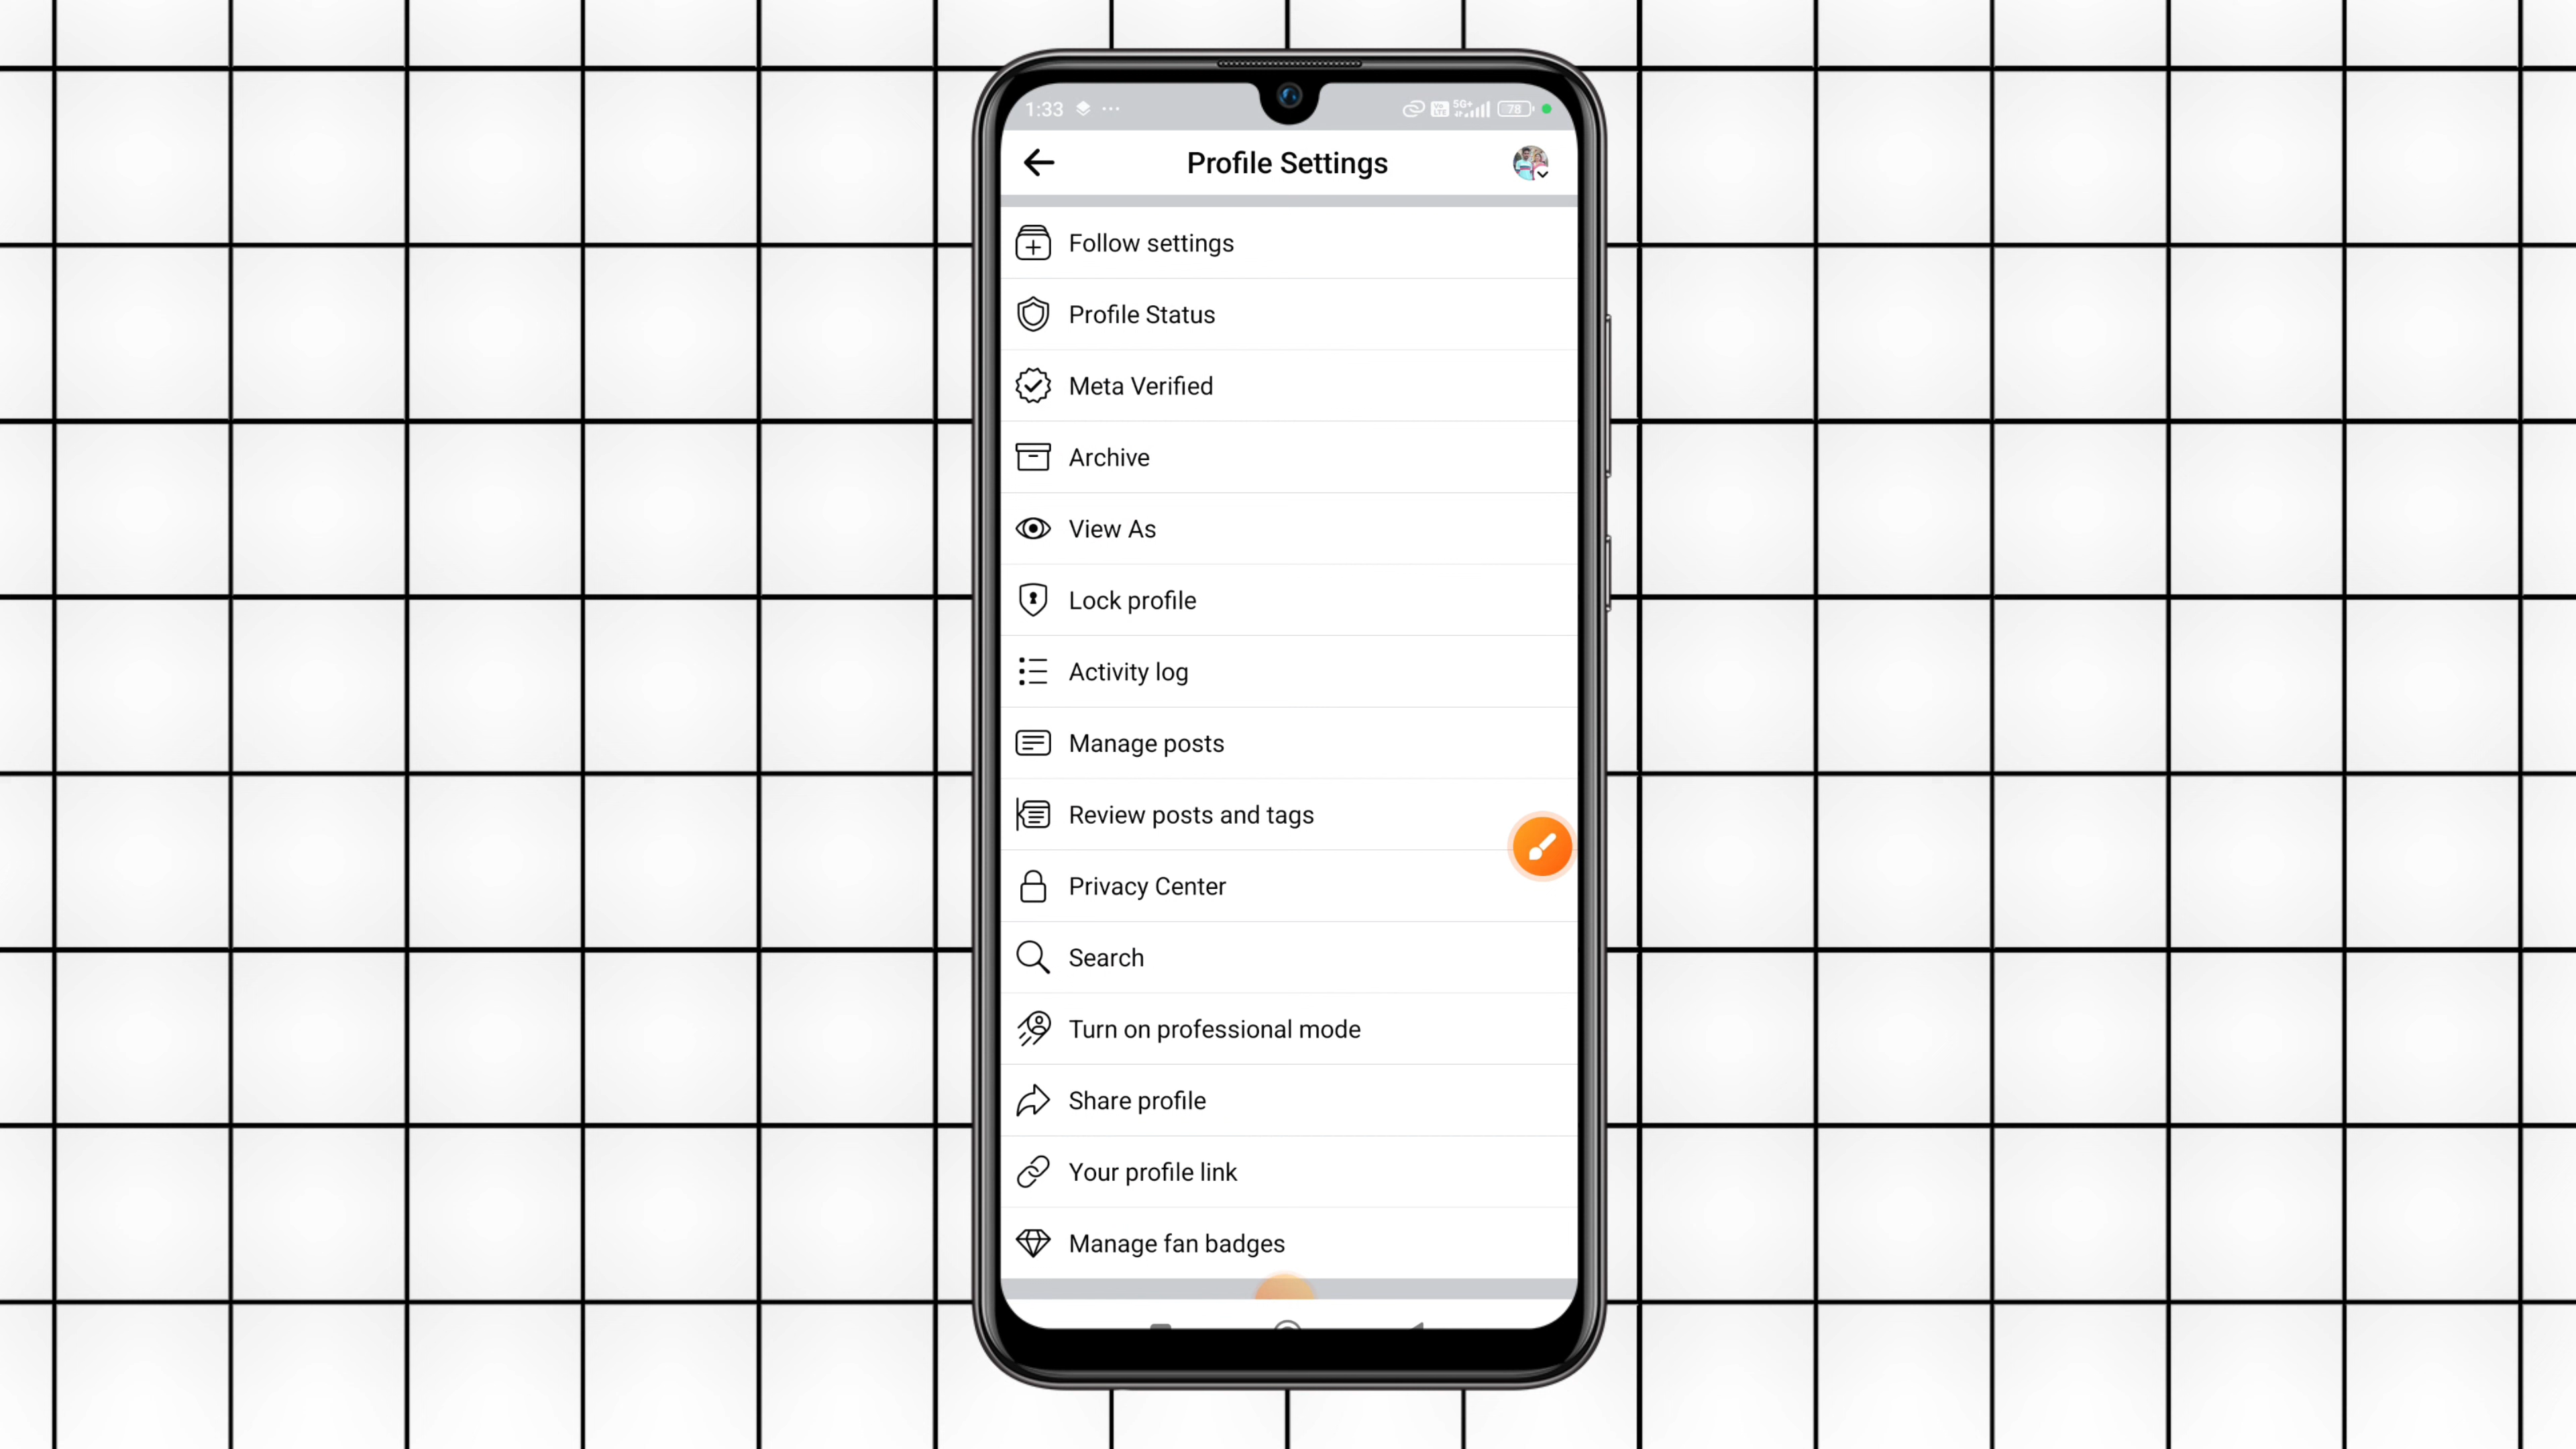 1:33 ... 5G+ 78
Profile Settings
Follow settings
Profile Status
Meta Verified
Archive
View As
Lock profile
Activity log
Manage posts
Review posts and tags
Privacy Center
Search
Turn on professional mode
Share profile
Your profile link
Manage fan badges